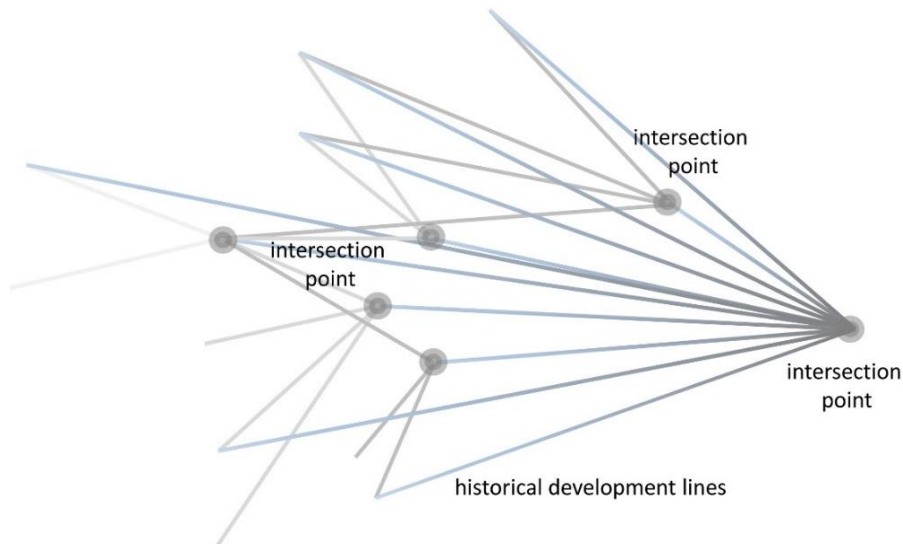 intersection
point
intersection
point
intersection
point
historical development lines